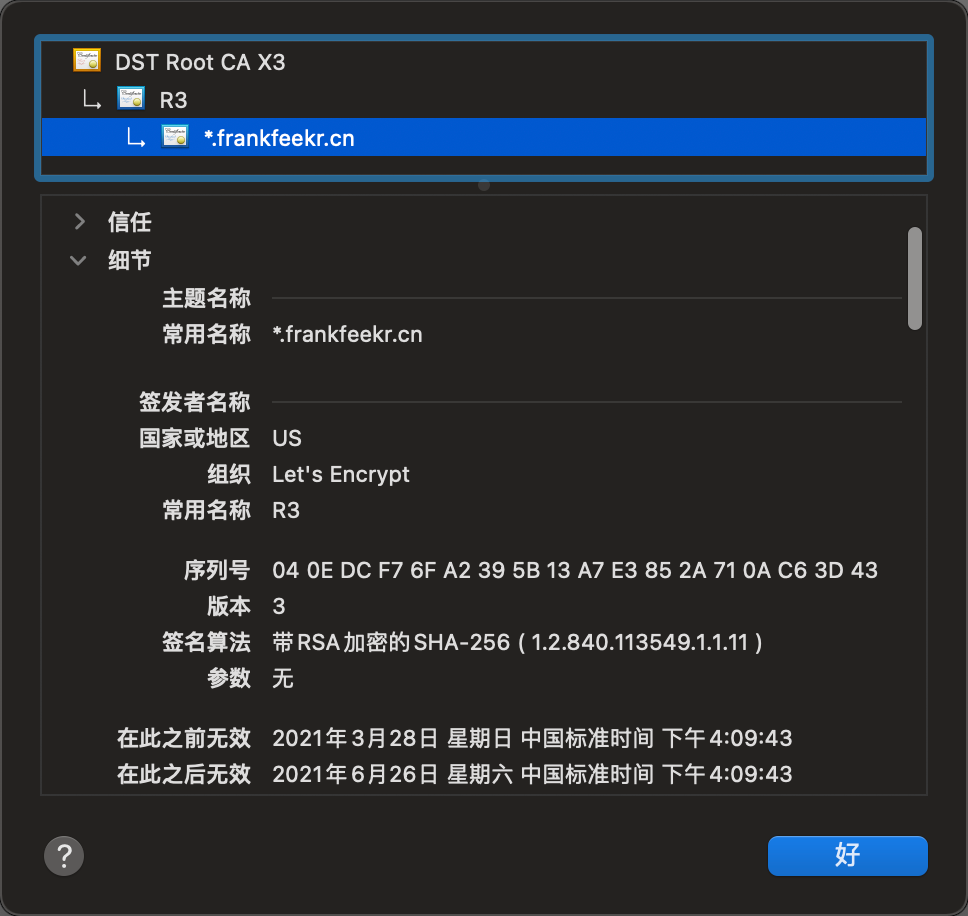 DST Root CA X3
R3
*.frankfeekr.cn
信任
细节
主题名称
常用名称 *.frankfeekr.cn
签发者名称
国家或地区 US
组织 Let's Encrypt
常用名称 R3
序列号 04 0E DC F7 6F A2 39 5B 13 A7 E3 85 2A 71 0A C6 3D 43
版本 3
签名算法 带 RSA 加密的 SHA-256 ( 1.2.840.113549.1.1.11 )
参数 无
在此之前无效 2021年3月28日 星期日 中国标准时间 下午4:09:43
在此之后无效 2021年6月26日 星期六 中国标准时间 下午4:09:43
? 好